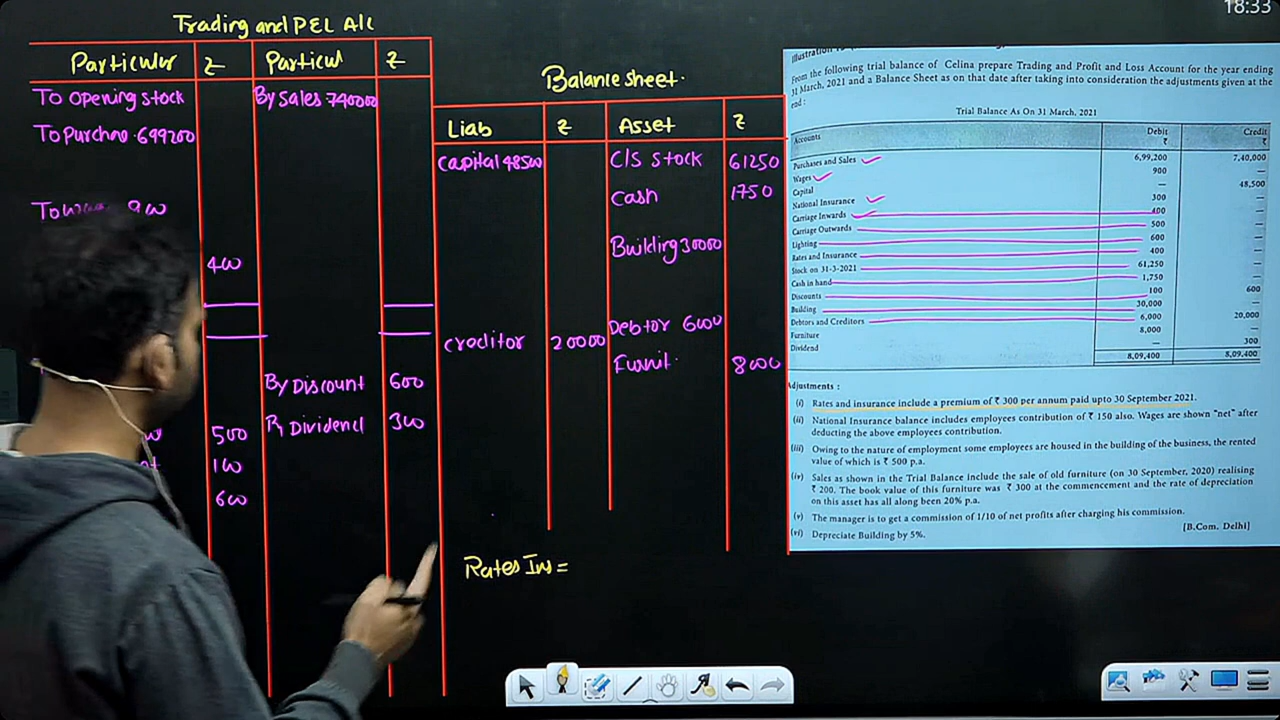 18:33
Trading and P&L A/c
Particular ₹ Particul ₹
To Opening stock By Sales 740000
To Purchase 699200
400
By Discount 600
By Dividend 300
500
100
600
Balance sheet
Liab ₹ Asset ₹
Capital 48500 C/S Stock 61250
Cash 1750
Building 30000
Debtor 6000
Creditor 20000
Furnit. 8000
Rates Ins =
From the following trial balance of Celina prepare Trading and Profit and Loss Account for the year ending
31 March, 2021 and a Balance Sheet as on that date after taking into consideration the adjustments given at the
end :
Trial Balance As On 31 March, 2021
Accounts Debit ₹ Credit ₹
Purchases and Sales 6,99,200 7,40,000
Wages 900 —
Capital — 48,500
National Insurance 300 —
Carriage Inwards 400 —
Carriage Outwards 500 —
Lighting 600 —
Rates and Insurance 400 —
Stock on 31-3-2021 61,250 —
Cash in hand 1,750 —
Discounts 100 600
Building 30,000 —
Debtors and Creditors 6,000 20,000
Furniture 8,000 —
Dividend — 300
8,09,400 8,09,400
Adjustments :
(i) Rates and insurance include a premium of ₹ 300 per annum paid upto 30 September 2021.
(ii) National Insurance balance includes employees contribution of ₹ 150 also. Wages are shown "net" after
deducting the above employees contribution.
(iii) Owing to the nature of employment some employees are housed in the building of the business, the rented
value of which is ₹ 500 p.a.
(iv) Sales as shown in the Trial Balance include the sale of old furniture (on 30 September, 2020) realising
₹ 200. The book value of this furniture was ₹ 300 at the commencement and the rate of depreciation
on this asset has all along been 20% p.a.
(v) The manager is to get a commission of 1/10 of net profits after charging his commission.
[B.Com. Delhi]
(vi) Depreciate Building by 5%.